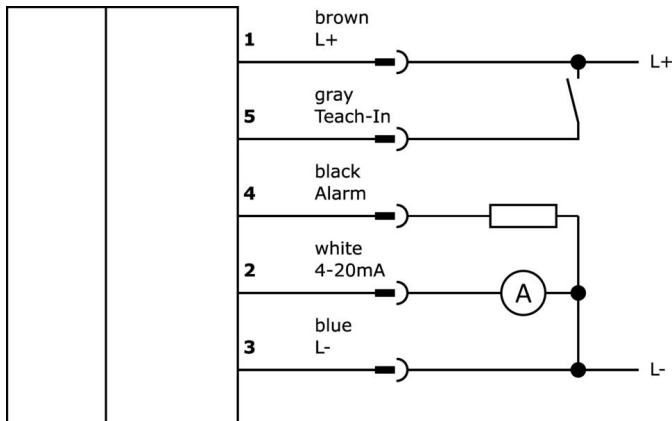 brown
1 L+ L+
gray
5 Teach-In
black
4 Alarm
white
2 4-20mA
A
blue
3 L- L-